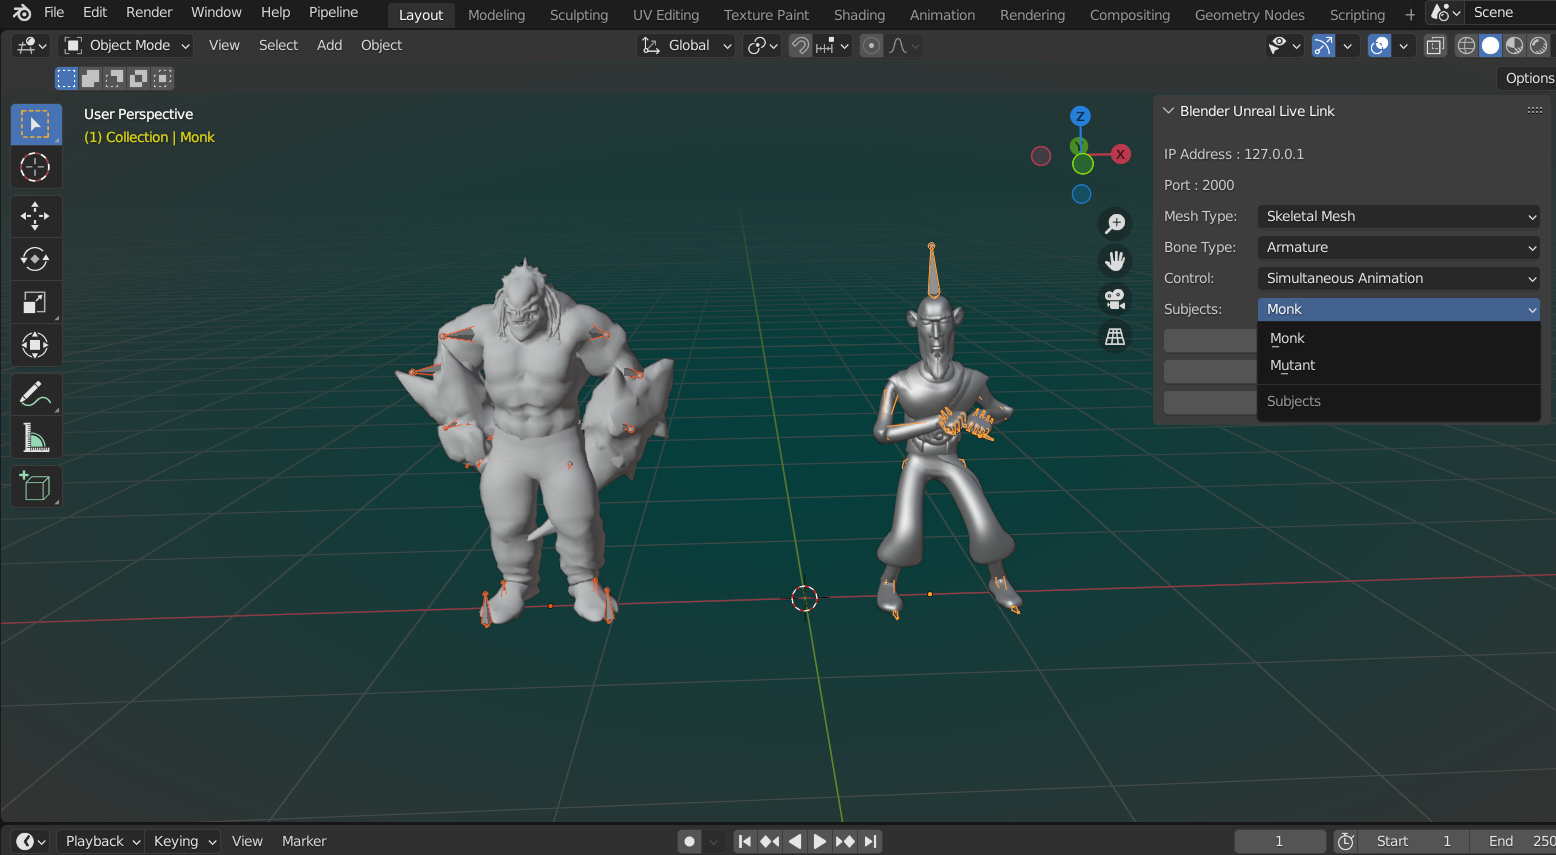 File Edit Render Window Help Pipeline Layout Modeling Sculpting UV Editing Texture Paint Shading Animation Rendering Compositing Geometry Nodes Scripting + Scene
Object Mode View Select Add Object Global
Options
User Perspective
(1) Collection | Monk
Z
Y
X
Blender Unreal Live Link
IP Address : 127.0.0.1
Port : 2000
Mesh Type: Skeletal Mesh
Bone Type: Armature
Control: Simultaneous Animation
Subjects: Monk
Monk
Mutant
Subjects
Playback Keying View Marker 1 Start 1 End 250